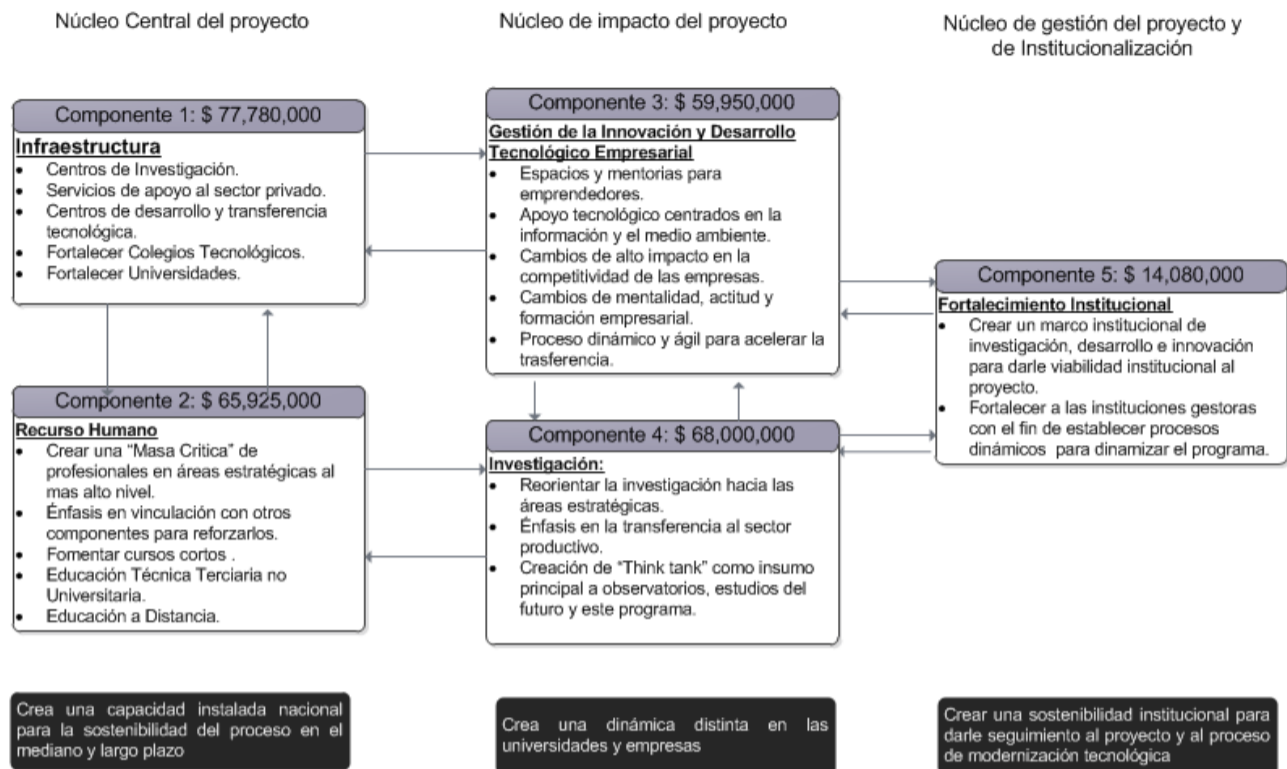 Núcleo Central del proyecto
Núcleo de impacto del proyecto
Núcleo de gestión del proyecto y
de Institucionalización
Componente 1: $ 77,780,000
Infraestructura
• Centros de Investigación.
• Servicios de apoyo al sector privado.
• Centros de desarrollo y transferencia
tecnológica.
• Fortalecer Colegios Tecnológicos.
• Fortalecer Universidades.
Componente 2: $ 65,925,000
Recurso Humano
• Crear una “Masa Critica” de
profesionales en áreas estratégicas al
mas alto nivel.
• Énfasis en vinculación con otros
componentes para reforzarlos.
• Fomentar cursos cortos .
• Educación Técnica Terciaria no
Universitaria.
• Educación a Distancia.
Componente 3: $ 59,950,000
Gestión de la Innovación y Desarrollo
Tecnológico Empresarial
• Espacios y mentorias para
emprendedores.
• Apoyo tecnológico centrados en la
información y el medio ambiente.
• Cambios de alto impacto en la
competitividad de las empresas.
• Cambios de mentalidad, actitud y
formación empresarial.
• Proceso dinámico y ágil para acelerar la
trasferencia.
Componente 4: $ 68,000,000
Investigación:
• Reorientar la investigación hacia las
áreas estratégicas.
• Énfasis en la transferencia al sector
productivo.
• Creación de “Think tank” como insumo
principal a observatorios, estudios del
futuro y este programa.
Componente 5: $ 14,080,000
Fortalecimiento Institucional
• Crear un marco institucional de
investigación, desarrollo e innovación
para darle viabilidad institucional al
proyecto.
• Fortalecer a las instituciones gestoras
con el fin de establecer procesos
dinámicos para dinamizar el programa.
Crea una capacidad instalada nacional
para la sostenibilidad del proceso en el
mediano y largo plazo
Crea una dinámica distinta en las
universidades y empresas
Crear una sostenibilidad institucional para
darle seguimiento al proyecto y al proceso
de modernización tecnológica